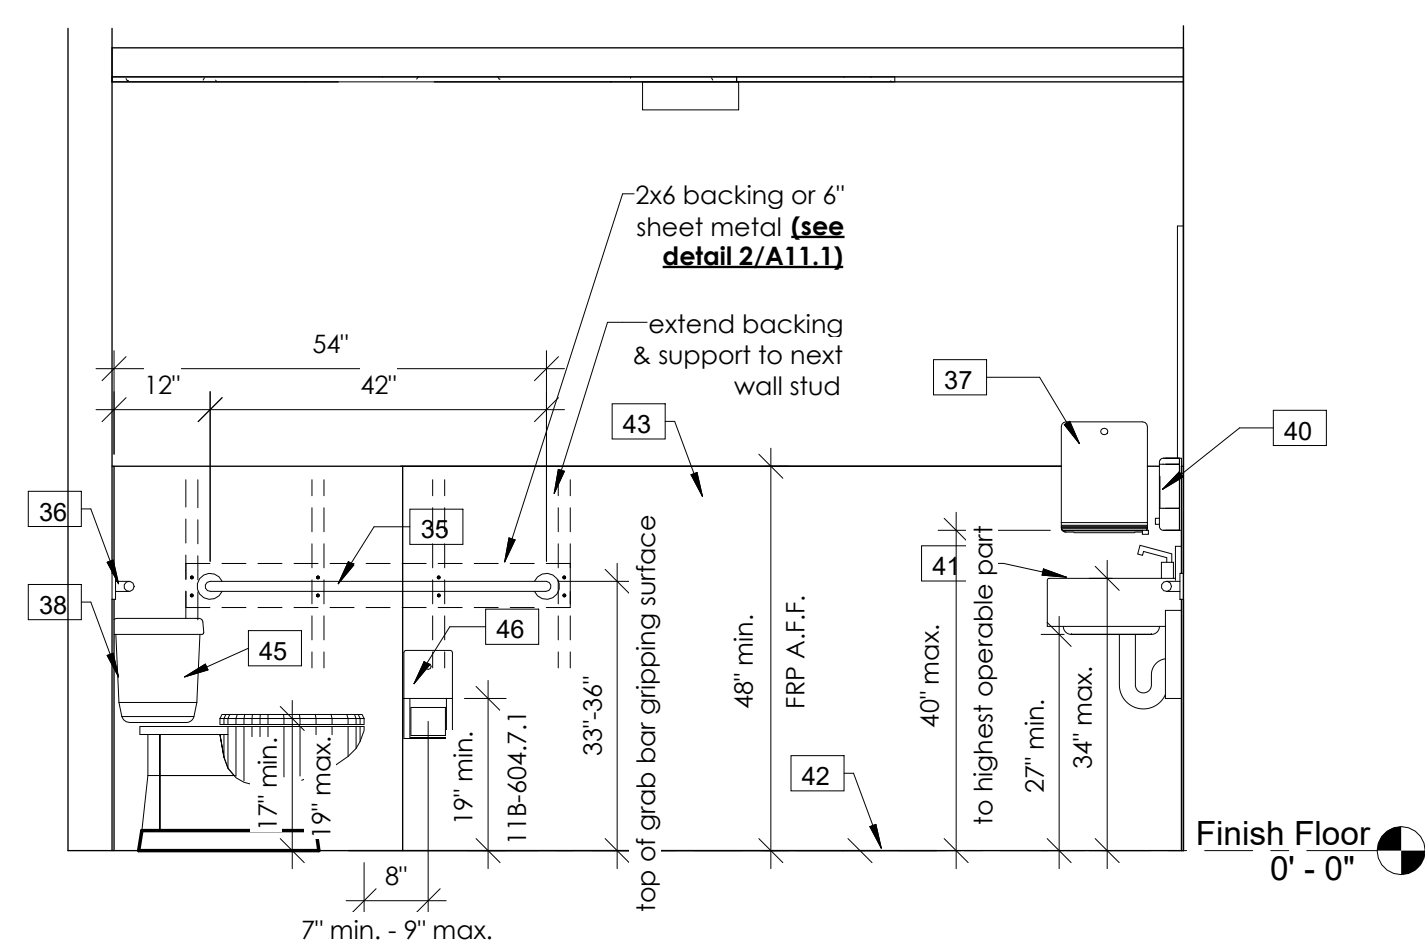 2x6 backing or 6"
sheet metal (see
detail 2/A11.1)
extend backing
& support to next
wall stud
54"
12"
42"
37
43
40
36
35
41
38
46
45
33"-36"
top of grab bar gripping surface
48" min.
FRP A.F.F.
40" max.
to highest operable part
27" min.
34" max.
17" min.
19" max.
19" min.
11B-604.7.1
42
Finish Floor
0' - 0"
8"
7" min. - 9" max.